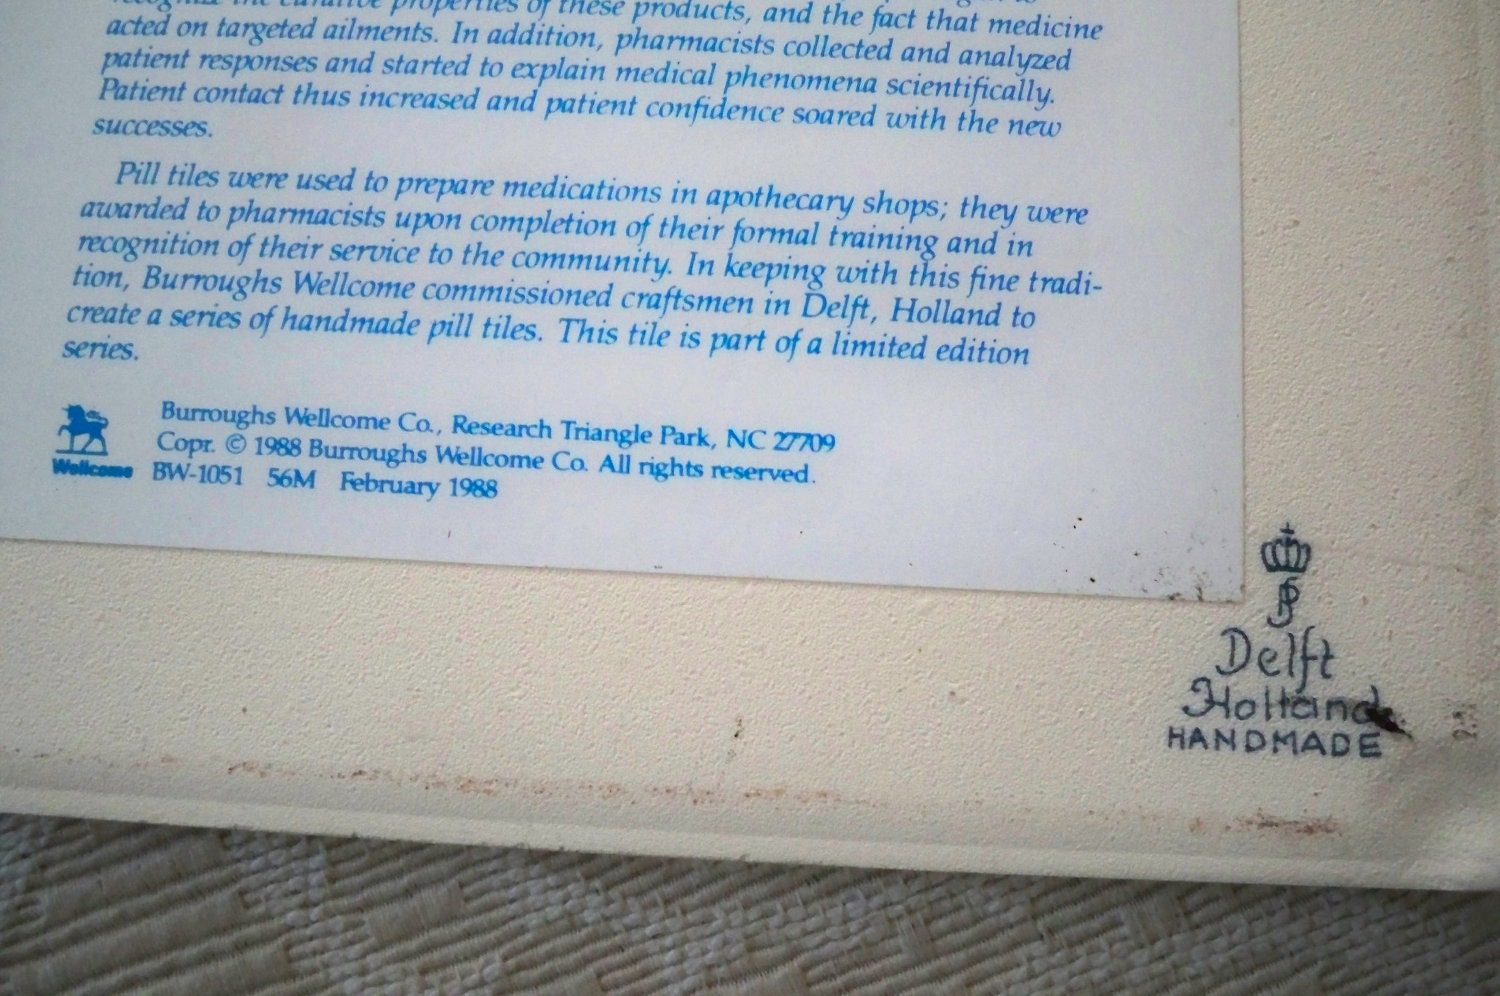 recognize the curative properties of these products, and the fact that medicine
acted on targeted ailments. In addition, pharmacists collected and analyzed
patient responses and started to explain medical phenomena scientifically.
Patient contact thus increased and patient confidence soared with the new
successes.
Pill tiles were used to prepare medications in apothecary shops; they were
awarded to pharmacists upon completion of their formal training and in
recognition of their service to the community. In keeping with this fine tradi-
tion, Burroughs Wellcome commissioned craftsmen in Delft, Holland to
create a series of handmade pill tiles. This tile is part of a limited edition
series.
Burroughs Wellcome Co., Research Triangle Park, NC 27709
Copr. © 1988 Burroughs Wellcome Co. All rights reserved.
Wellcome BW-1051 56M February 1988
Delft
Holland
HANDMADE